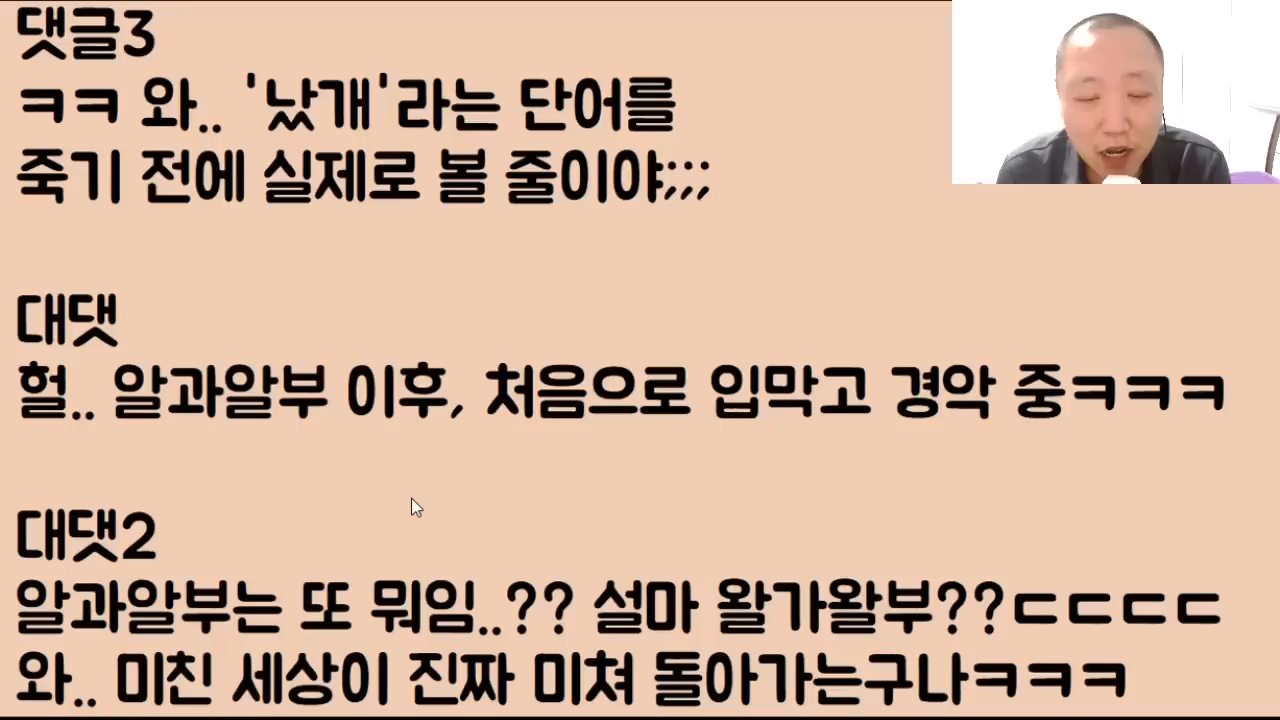 댓글3
ㅋㅋ 와.. '났개'라는 단어를
죽기 전에 실제로 볼 줄이야;;;
대댓
헐.. 알과알부 이후, 처음으로 입막고 경악 중ㅋㅋㅋ
대댓2
알과알부는 또 뭐임..?? 설마 왈가왈부??ㄷㄷㄷㄷ
와.. 미친 세상이 진짜 미쳐 돌아가는구나ㅋㅋㅋ